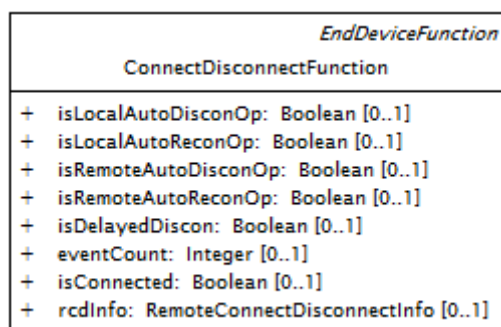 EndDeviceFunction
ConnectDisconnectFunction
+ isLocalAutoDisconOp: Boolean [0..1]
+ isLocalAutoReconOp: Boolean [0..1]
+ isRemoteAutoDisconOp: Boolean [0..1]
+ isRemoteAutoReconOp: Boolean [0..1]
+ isDelayedDiscon: Boolean [0..1]
+ eventCount: Integer [0..1]
+ isConnected: Boolean [0..1]
+ rcdInfo: RemoteConnectDisconnectInfo [0..1]